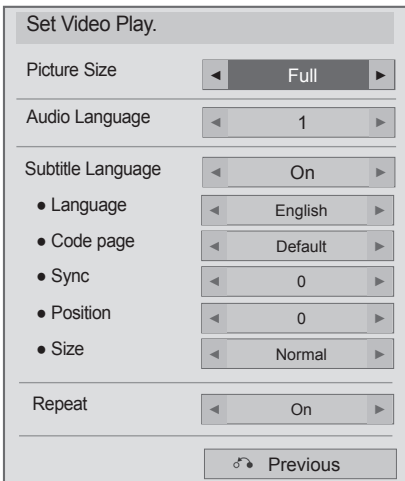 Set Video Play.
Picture Size ◄ Full ►
Audio Language ◄ 1 ►
Subtitle Language ◄ On ►
● Language ◄ English ►
● Code page ◄ Default ►
● Sync ◄ 0 ►
● Position ◄ 0 ►
● Size ◄ Normal ►
Repeat ◄ On ►
Previous